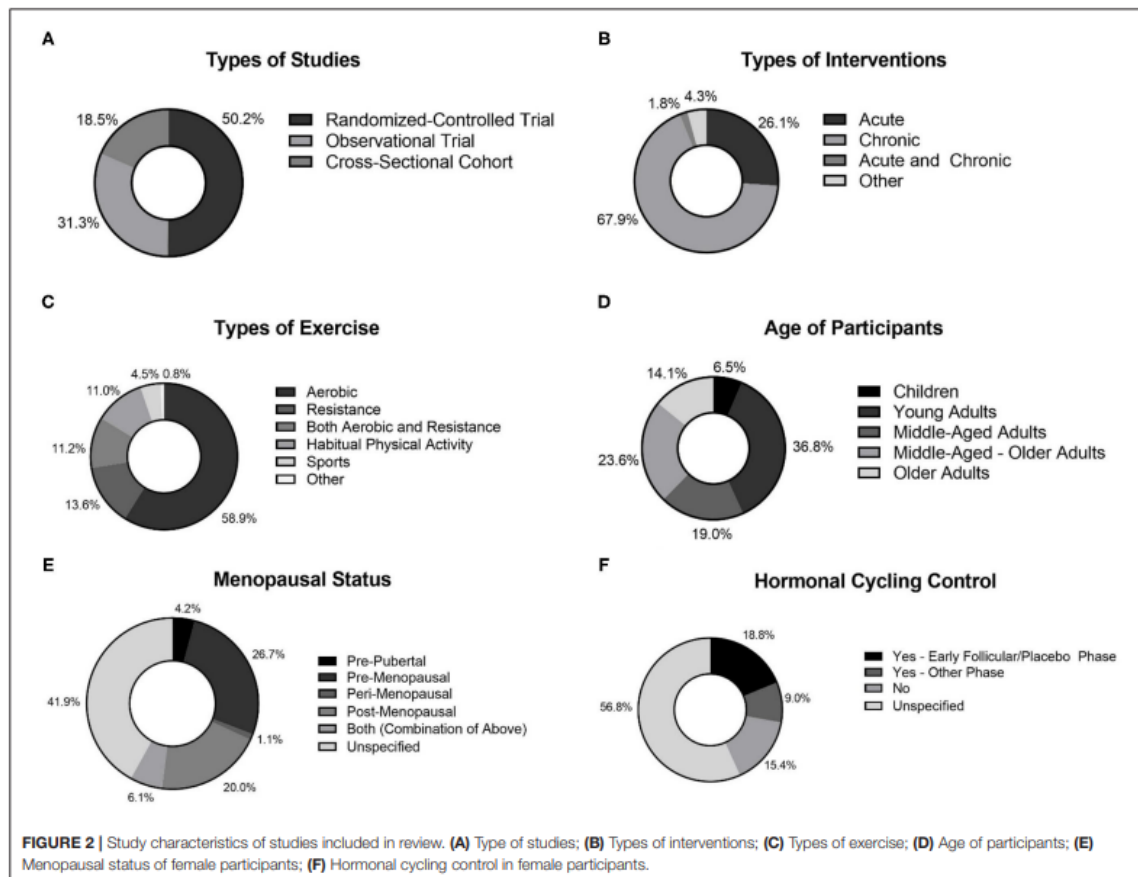 A
Types of Studies
18.5%
50.2%
31.3%
Randomized-Controlled Trial
Observational Trial
Cross-Sectional Cohort
B
Types of Interventions
1.8%
4.3%
26.1%
67.9%
Acute
Chronic
Acute and Chronic
Other
C
Types of Exercise
4.5%
0.8%
11.0%
11.2%
13.6%
58.9%
Aerobic
Resistance
Both Aerobic and Resistance
Habitual Physical Activity
Sports
Other
D
Age of Participants
14.1%
6.5%
36.8%
23.6%
19.0%
Children
Young Adults
Middle-Aged Adults
Middle-Aged - Older Adults
Older Adults
E
Menopausal Status
4.2%
26.7%
41.9%
1.1%
6.1%
20.0%
Pre-Pubertal
Pre-Menopausal
Peri-Menopausal
Post-Menopausal
Both (Combination of Above)
Unspecified
F
Hormonal Cycling Control
18.8%
9.0%
56.8%
15.4%
Yes - Early Follicular/Placebo Phase
Yes - Other Phase
No
Unspecified
FIGURE 2 | Study characteristics of studies included in review. (A) Type of studies; (B) Types of interventions; (C) Types of exercise; (D) Age of participants; (E)
Menopausal status of female participants; (F) Hormonal cycling control in female participants.